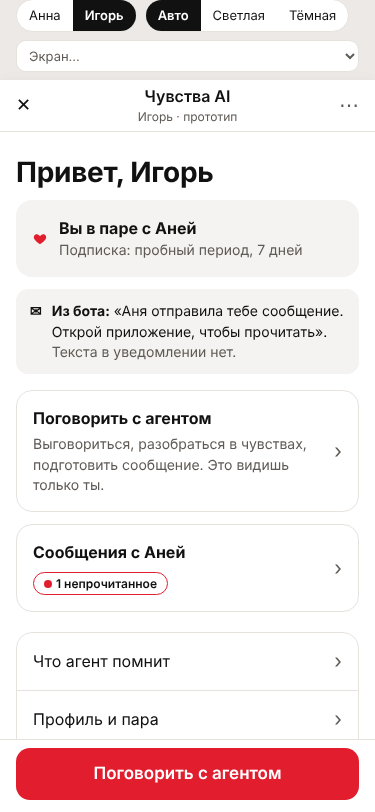 Анна Игорь Авто Светлая Тёмная
Экран...
Чувства AI
Игорь · прототип
Привет, Игорь
Вы в паре с Аней
Подписка: пробный период, 7 дней
Из бота: «Аня отправила тебе сообщение.
Открой приложение, чтобы прочитать».
Текста в уведомлении нет.
Поговорить с агентом
Выговориться, разобраться в чувствах,
подготовить сообщение. Это видишь
только ты.
Сообщения с Аней
1 непрочитанное
Что агент помнит
Профиль и пара
Поговорить с агентом